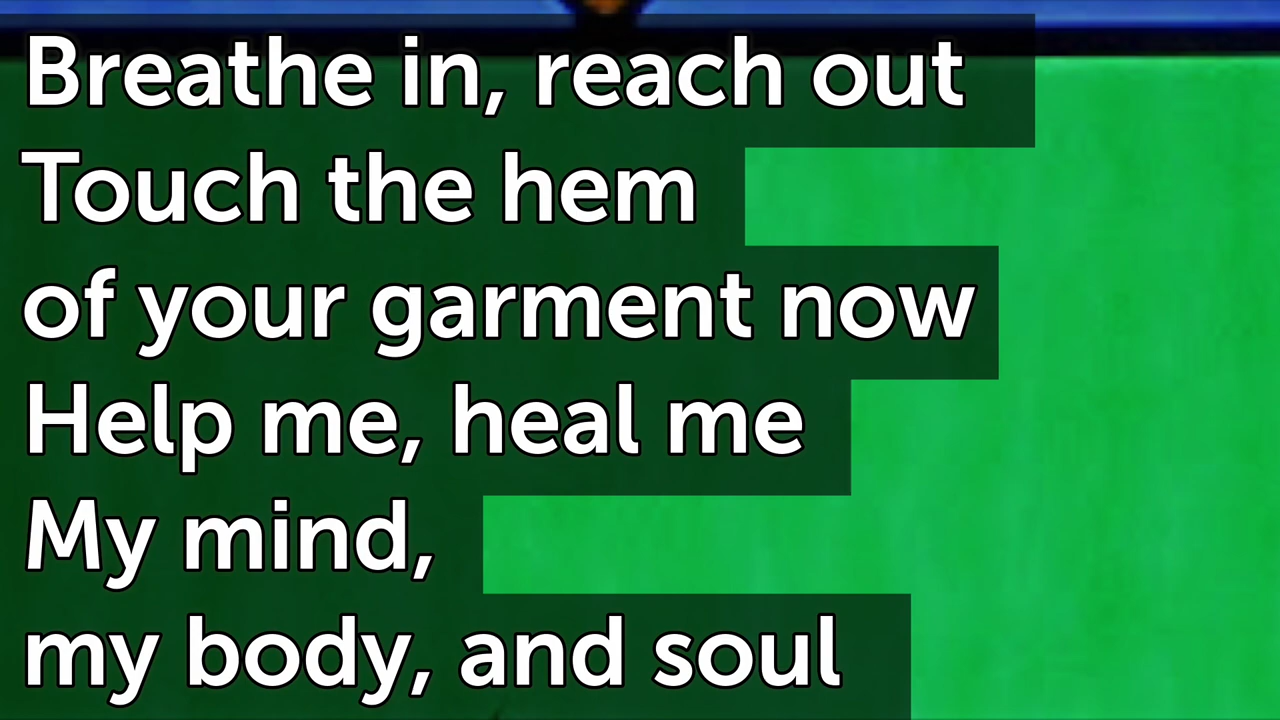 Breathe in, reach out
Touch the hem
of your garment now
Help me, heal me
My mind,
my body, and soul